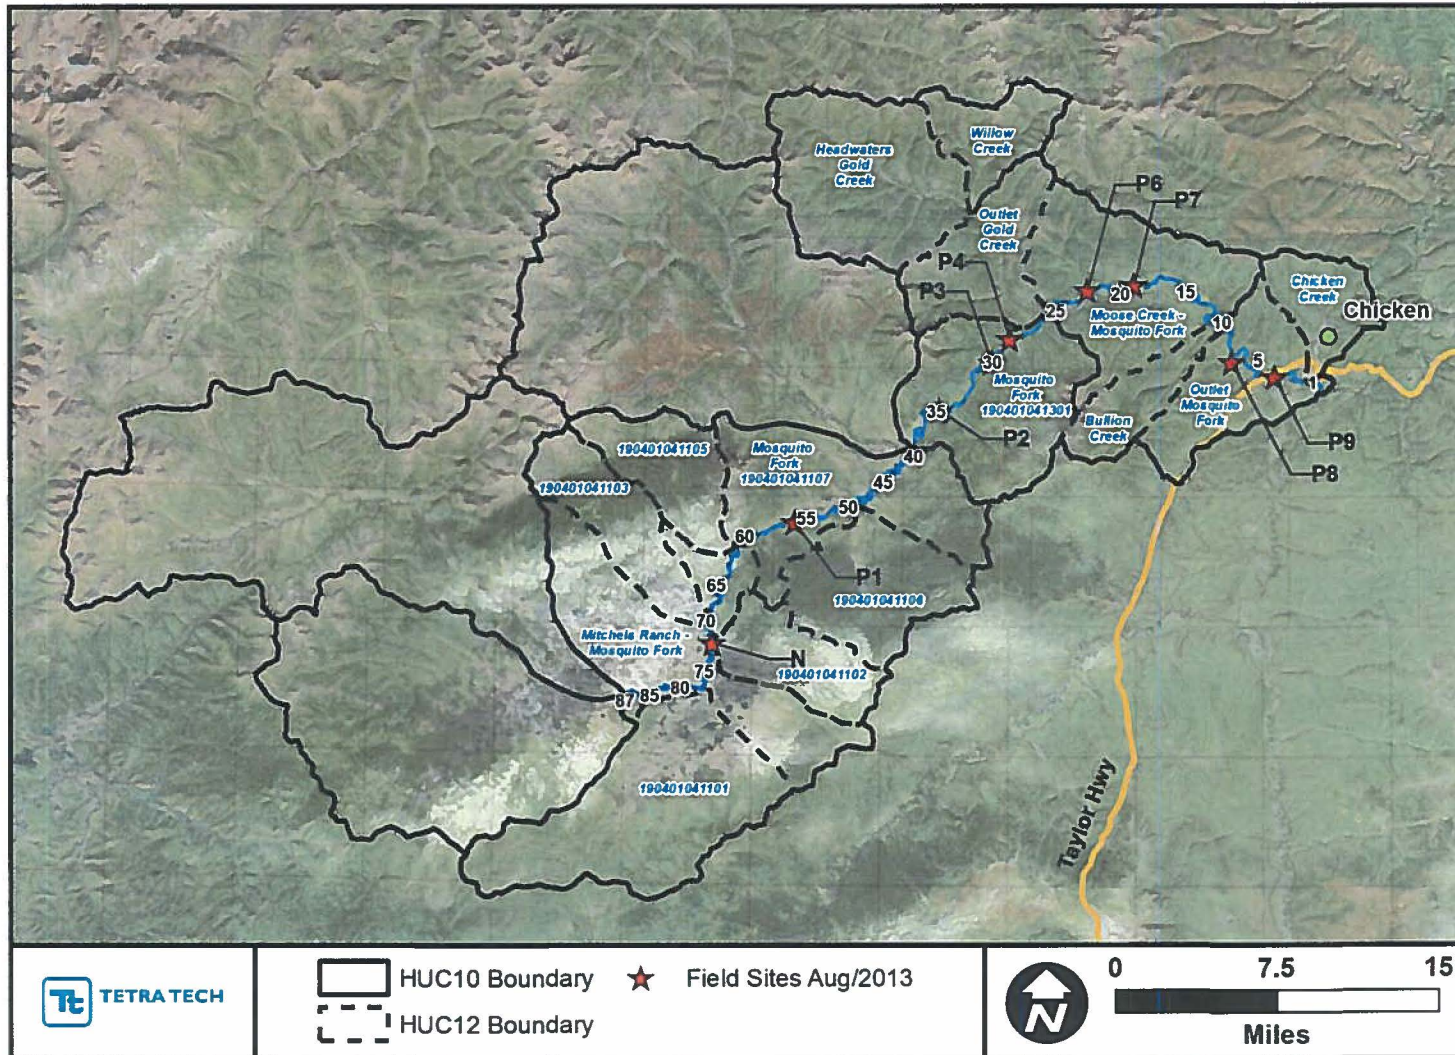 Willow
Creek
Headwaters
Gold
Creek
P6
P7
Outlet
Gold
Creek
P4
P3
Chicken
Creek
Chicken
25
20
15
10
Moose Creek -
Mosquito Fork
30
5
1
Mosquito
Fork
190401041301
Outlet
Mosquito
Fork
35
P2
Bullion
Creek
P9
P8
40
190401041105
Mosquito
Fork
190401041107
45
190401041103
50
55
60
P1
65
190401041106
70
Mitchels Ranch -
Mosquito Fork
N
75
190401041102
80
85
87
190401041101
Taylor Hwy
TETRA TECH
HUC10 Boundary
Field Sites Aug/2013
HUC12 Boundary
N
0 7.5 15
Miles